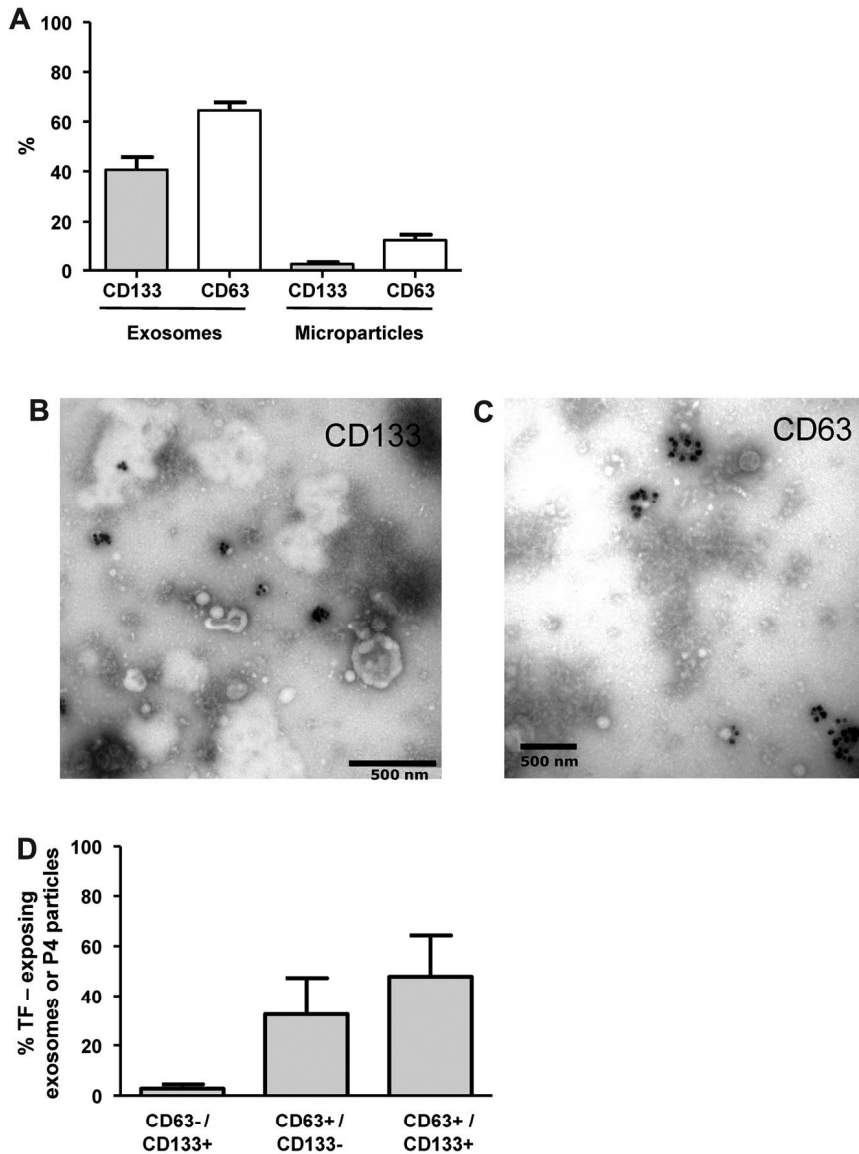 A
100
80
60
40
20
0
%
CD133
CD63
CD133
CD63
Exosomes
Microparticles
B
CD133
500 nm
C
CD63
500 nm
D
100
80
60
40
20
0
% TF – exposing
exosomes or P4 particles
CD63- /
CD133+
CD63+ /
CD133-
CD63+ /
CD133+